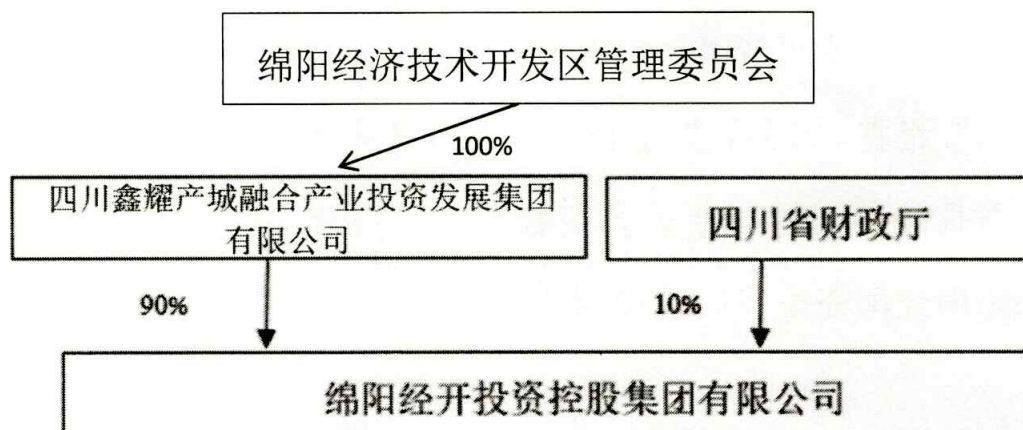 绵阳经济技术开发区管理委员会
100%
四川鑫耀产城融合产业投资发展集团
有限公司
四川省财政厅
90%
10%
绵阳经开投资控股集团有限公司